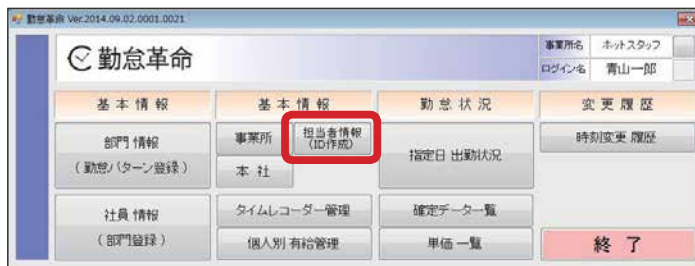 勤怠革命 Ver.2014.09.02.0001.0021
勤怠革命
事業所名 ホットスタッフ
ログイン名 青山一郎
基本情報 基本情報 勤怠状況 変更履歴
部門 情報
(勤怠パターン登録)
事業所
担当者情報
(ID作成)
本 社
指定日 出勤状況
時刻変更 履歴
社員 情報
(部門登録)
タイムレコーダー管理
個人別 有給管理
確定データ一覧
単価一覧
終 了